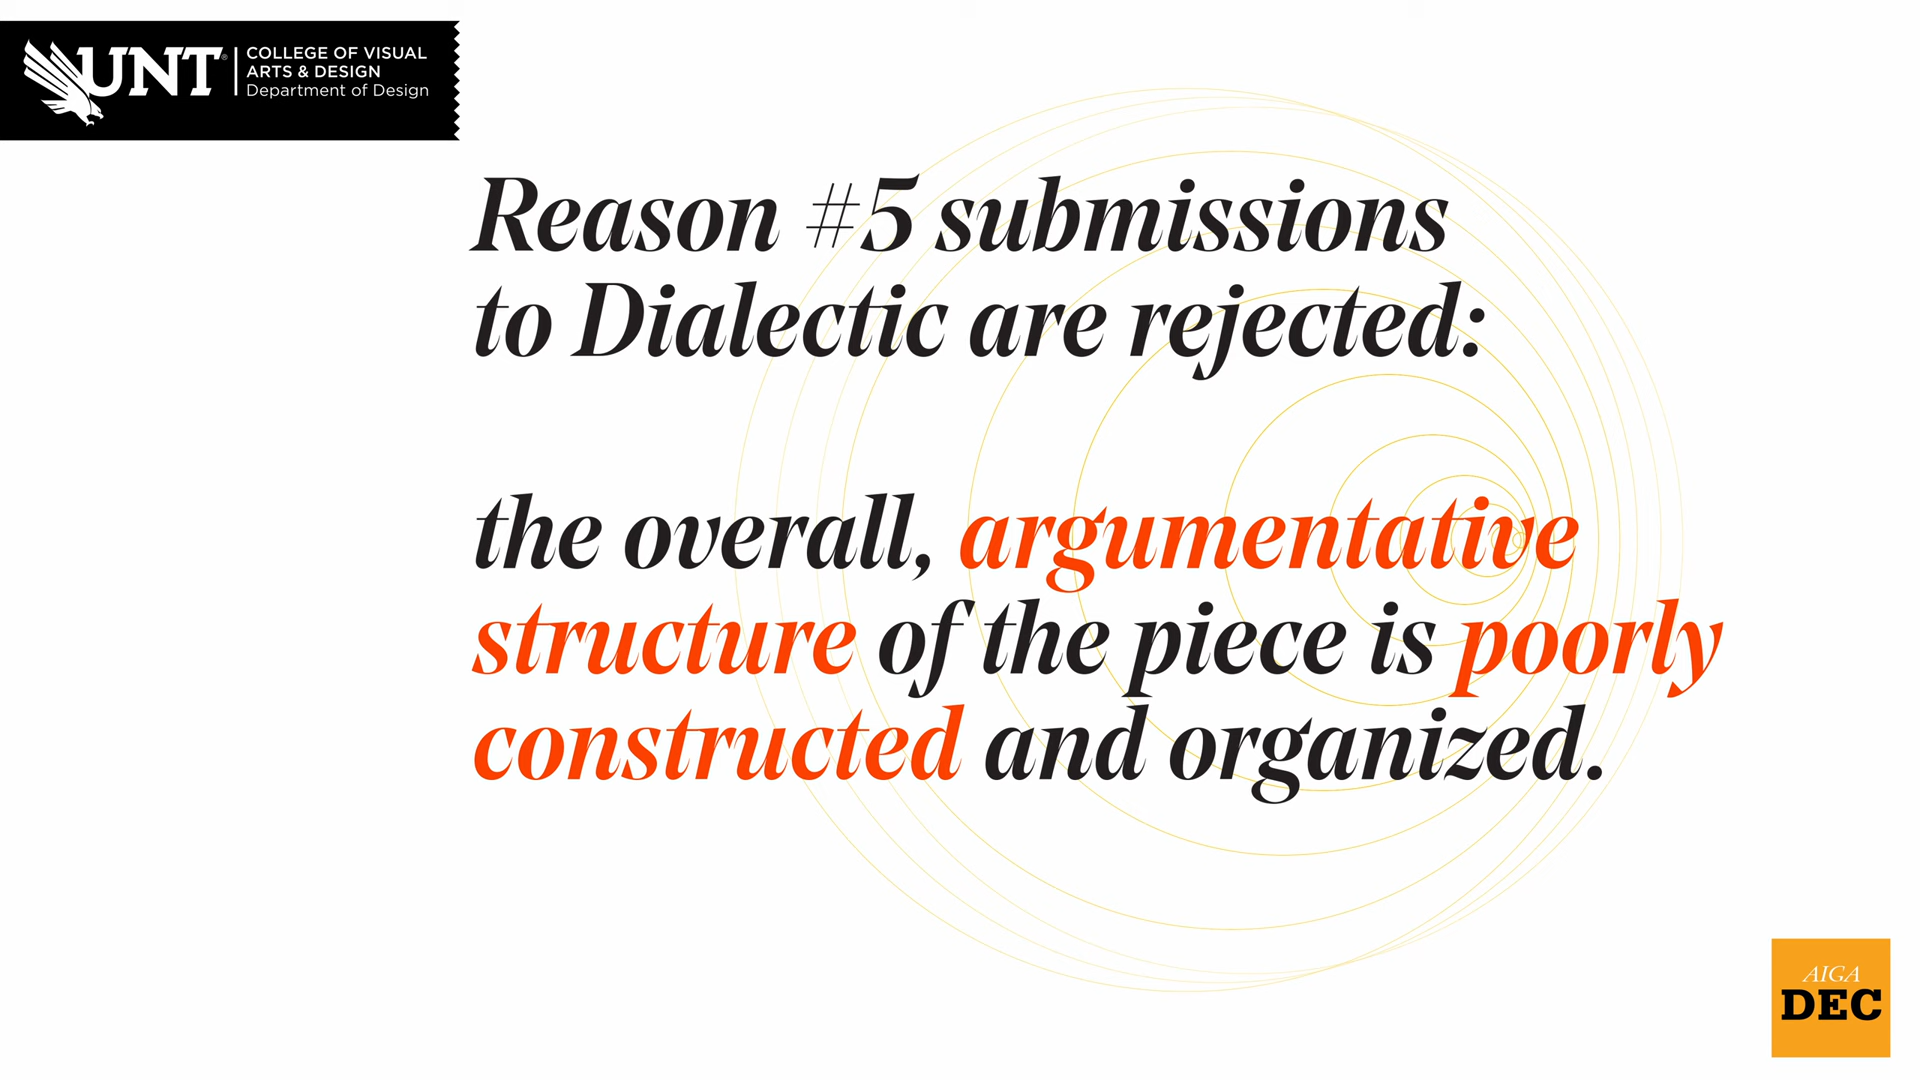 UNT
COLLEGE OF VISUAL
ARTS & DESIGN
Department of Design
Reason #5 submissions
to Dialectic are rejected:
the overall, argumentative
structure of the piece is poorly
constructed and organized.
AIGA
DEC